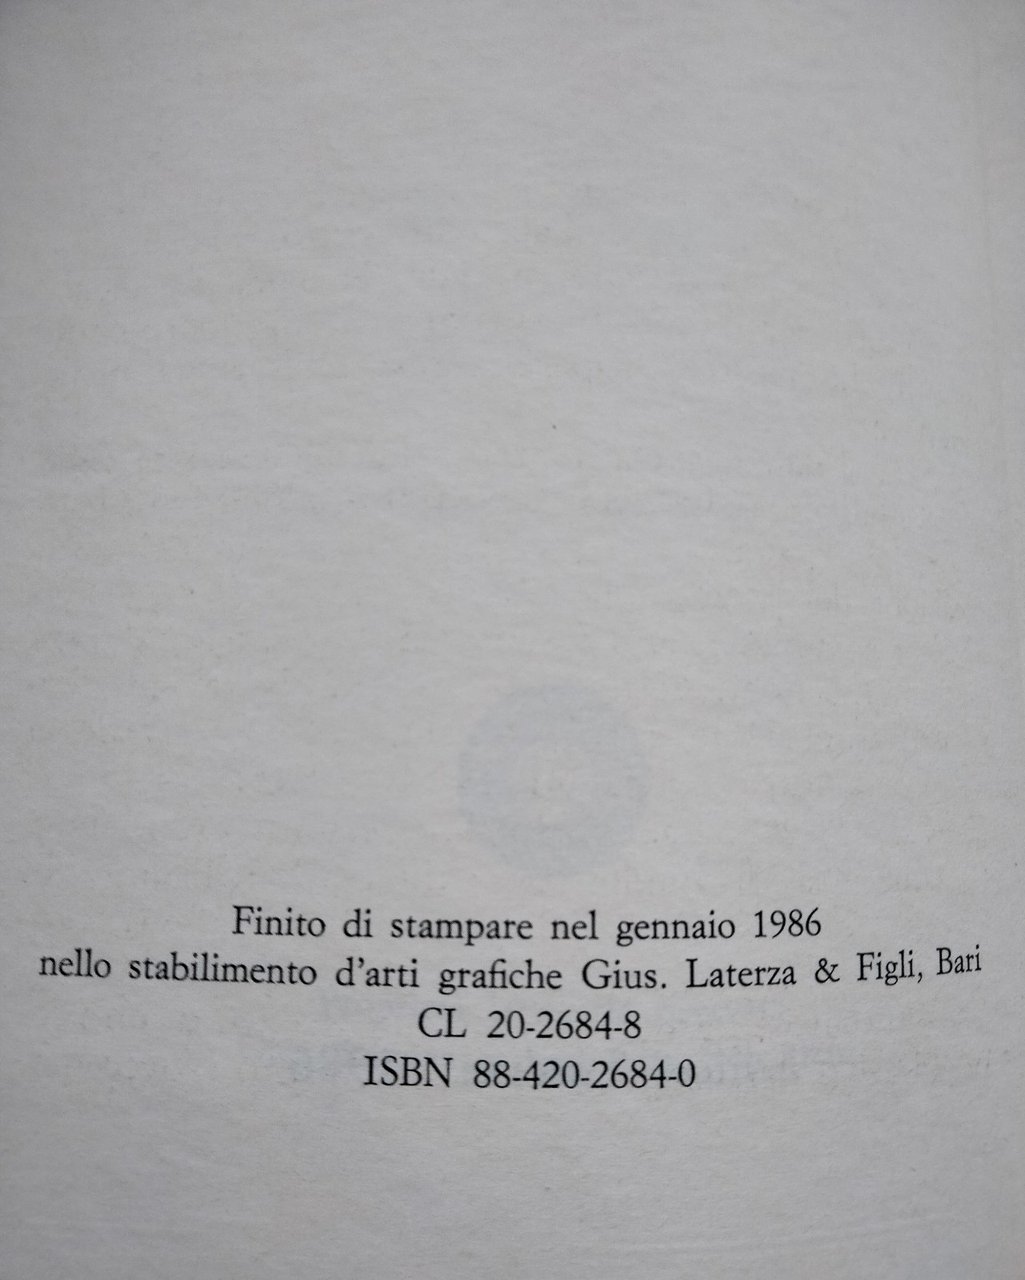 Finito di stampare nel gennaio 1986
nello stabilimento d'arti grafiche Gius. Laterza & Figli, Bari
CL 20-2684-8
ISBN 88-420-2684-0